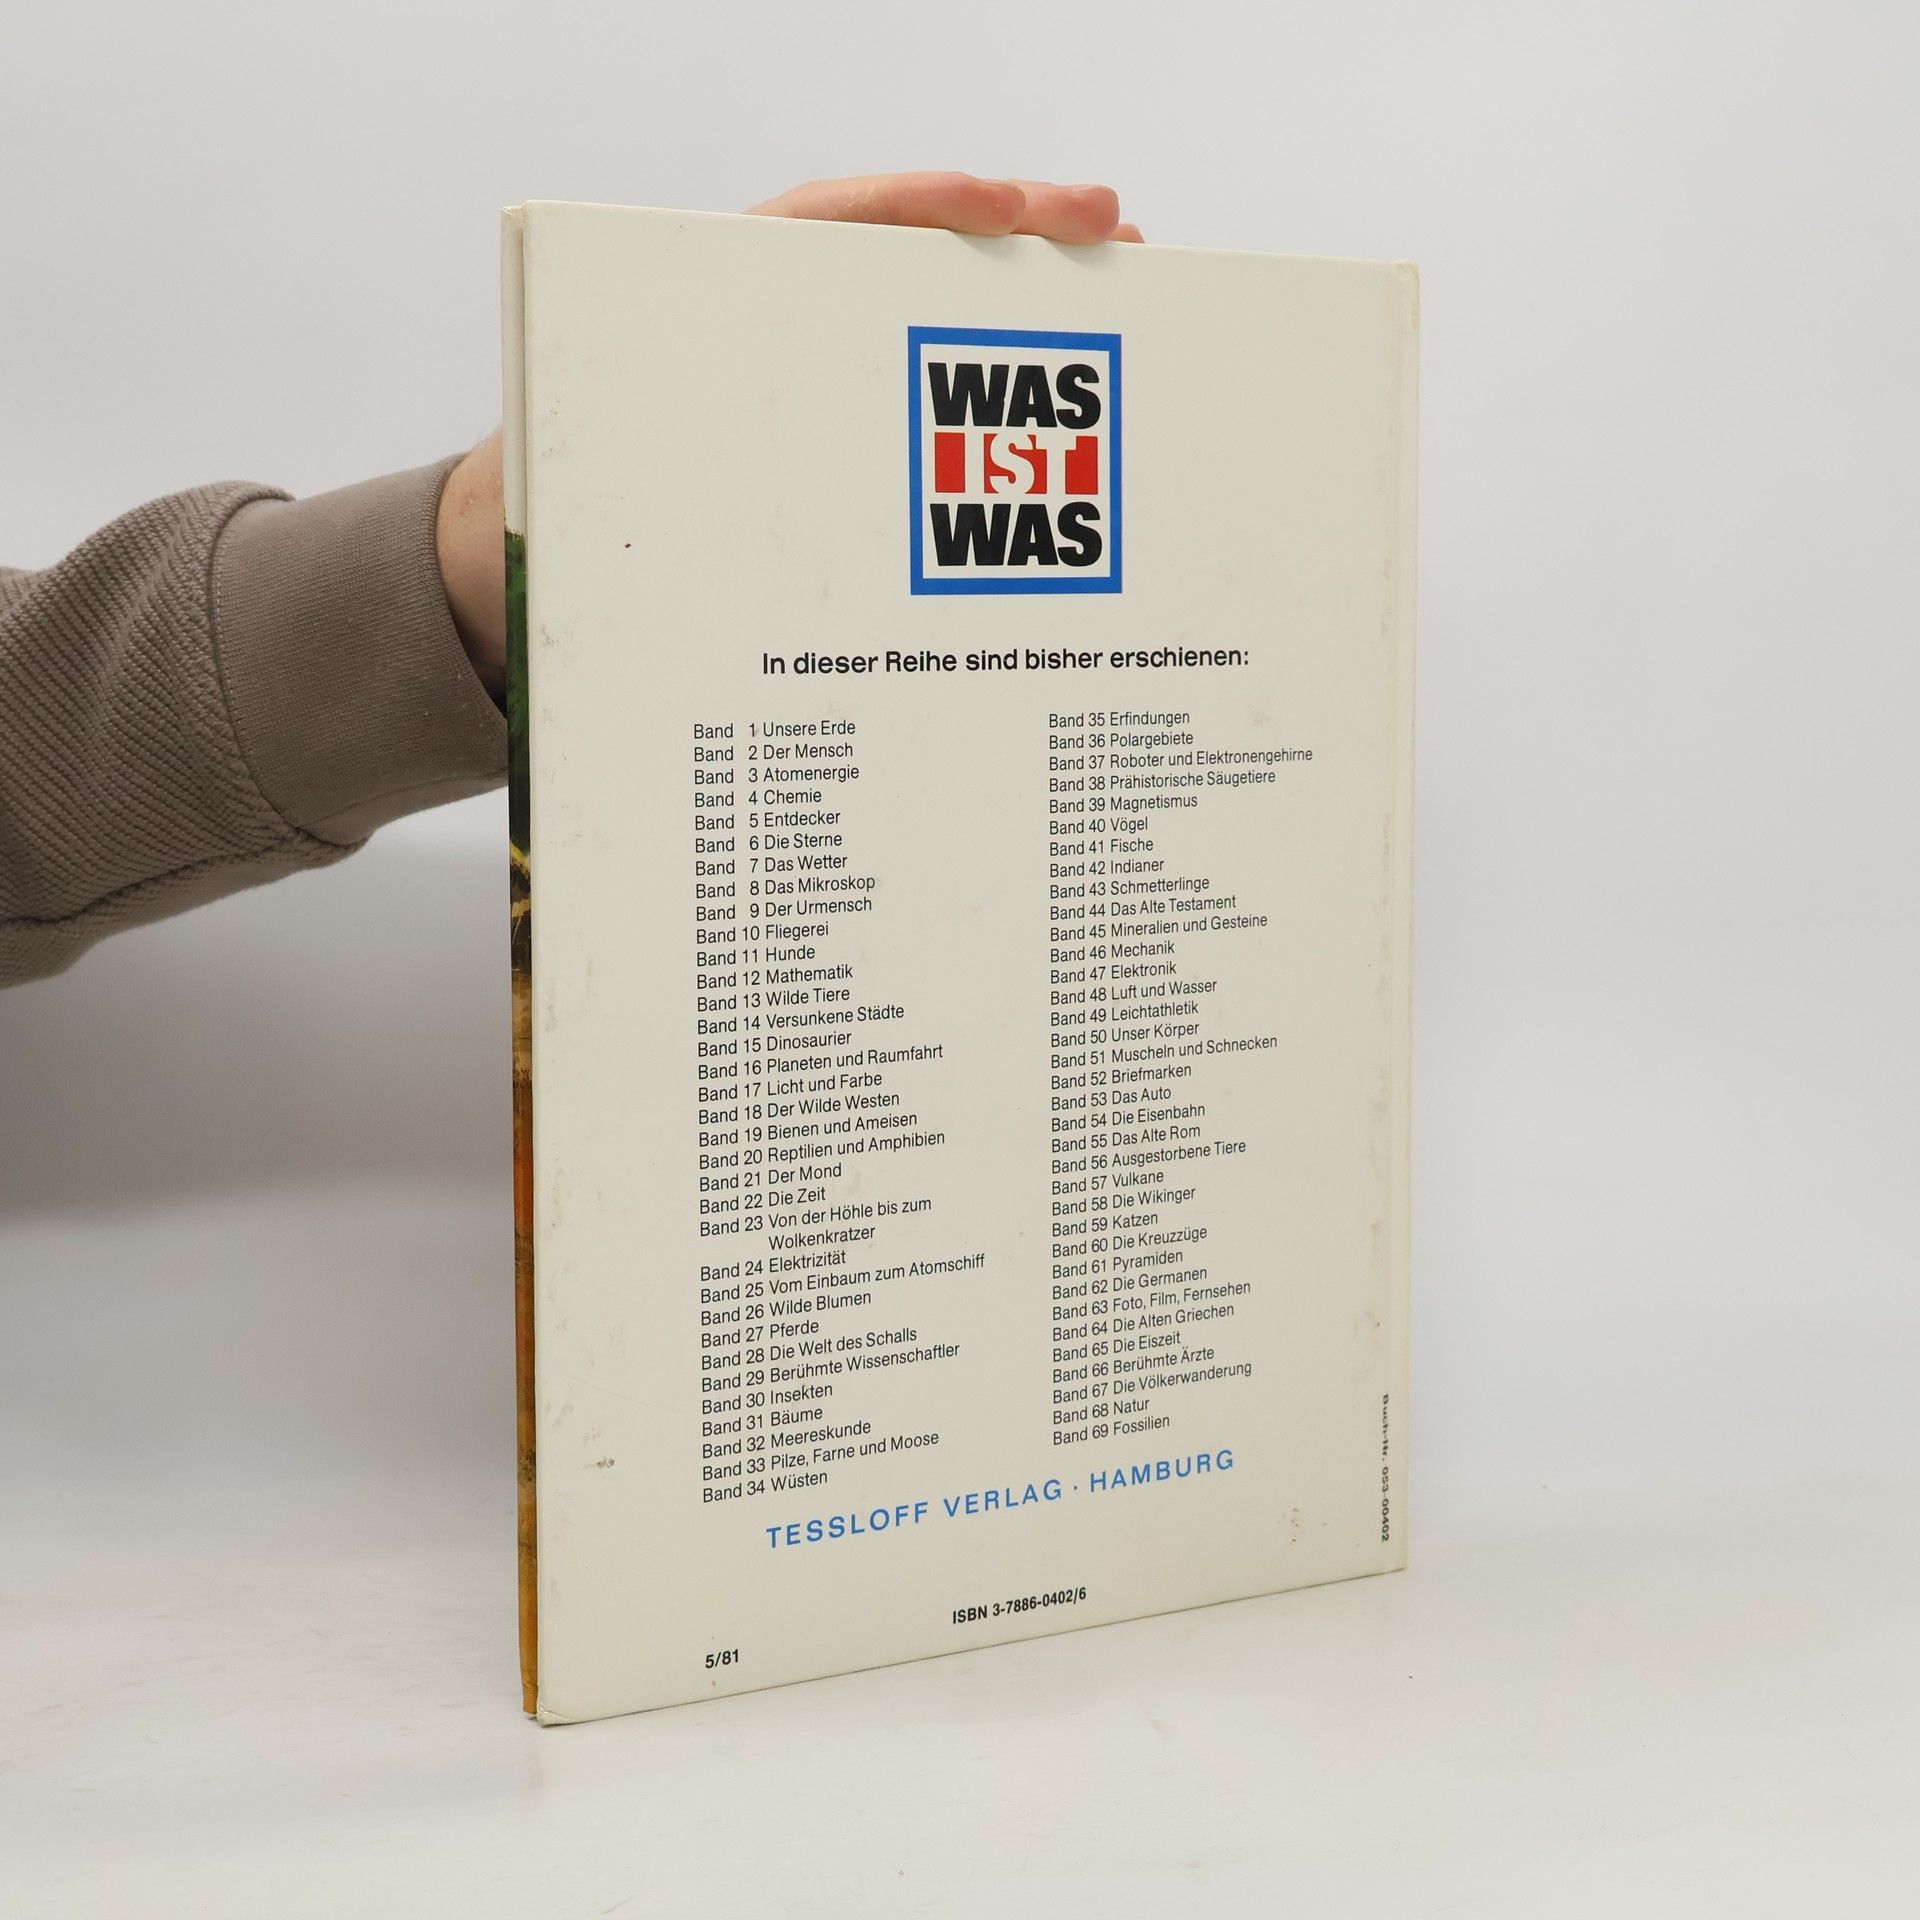 WAS
IST
WAS
In dieser Reihe sind bisher erschienen:
Band 1 Unsere Erde
Band 2 Der Mensch
Band 3 Atomenergie
Band 4 Chemie
Band 5 Entdecker
Band 6 Die Sterne
Band 7 Das Wetter
Band 8 Das Mikroskop
Band 9 Der Urmensch
Band 10 Fliegerei
Band 11 Hunde
Band 12 Mathematik
Band 13 Wilde Tiere
Band 14 Versunkene Städte
Band 15 Dinosaurier
Band 16 Planeten und Raumfahrt
Band 17 Licht und Farbe
Band 18 Der Wilde Westen
Band 19 Bienen und Ameisen
Band 20 Reptilien und Amphibien
Band 21 Der Mond
Band 22 Die Zeit
Band 23 Von der Höhle bis zum
Wolkenkratzer
Band 24 Elektrizität
Band 25 Vom Einbaum zum Atomschiff
Band 26 Wilde Blumen
Band 27 Pferde
Band 28 Die Welt des Schalls
Band 29 Berühmte Wissenschaftler
Band 30 Insekten
Band 31 Bäume
Band 32 Meereskunde
Band 33 Pilze, Farne und Moose
Band 34 Wüsten
Band 35 Erfindungen
Band 36 Polargebiete
Band 37 Roboter und Elektronengehirne
Band 38 Prähistorische Säugetiere
Band 39 Magnetismus
Band 40 Vögel
Band 41 Fische
Band 42 Indianer
Band 43 Schmetterlinge
Band 44 Das Alte Testament
Band 45 Mineralien und Gesteine
Band 46 Mechanik
Band 47 Elektronik
Band 48 Luft und Wasser
Band 49 Leichtathletik
Band 50 Unser Körper
Band 51 Muscheln und Schnecken
Band 52 Briefmarken
Band 53 Das Auto
Band 54 Die Eisenbahn
Band 55 Das Alte Rom
Band 56 Ausgestorbene Tiere
Band 57 Vulkane
Band 58 Die Wikinger
Band 59 Katzen
Band 60 Die Kreuzzüge
Band 61 Pyramiden
Band 62 Die Germanen
Band 63 Foto, Film, Fernsehen
Band 64 Die Alten Griechen
Band 65 Die Eiszeit
Band 66 Berühmte Ärzte
Band 67 Die Völkerwanderung
Band 68 Natur
Band 69 Fossilien
TESSLOFF VERLAG · HAMBURG
Buch-Nr. 053-00402
ISBN 3-7886-0402/6
5/81